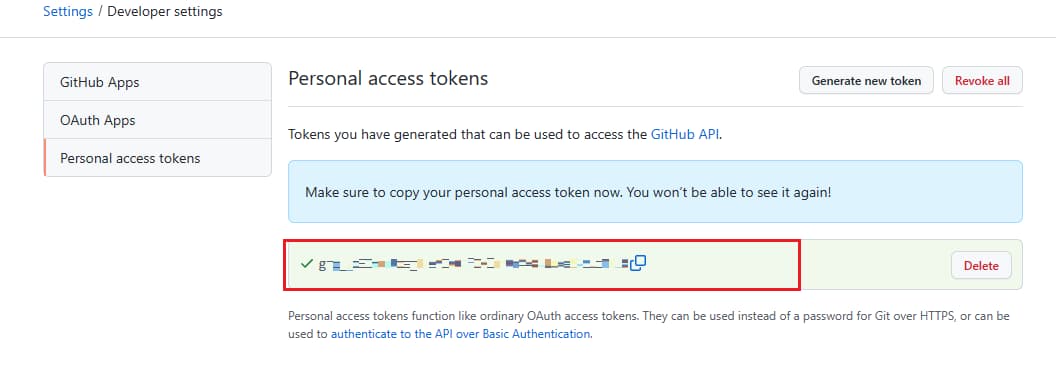 Settings / Developer settings
GitHub Apps
OAuth Apps
Personal access tokens
Personal access tokens
Generate new token
Revoke all
Tokens you have generated that can be used to access the GitHub API.
Make sure to copy your personal access token now. You won't be able to see it again!
Delete
Personal access tokens function like ordinary OAuth access tokens. They can be used instead of a password for Git over HTTPS, or can be
used to authenticate to the API over Basic Authentication.